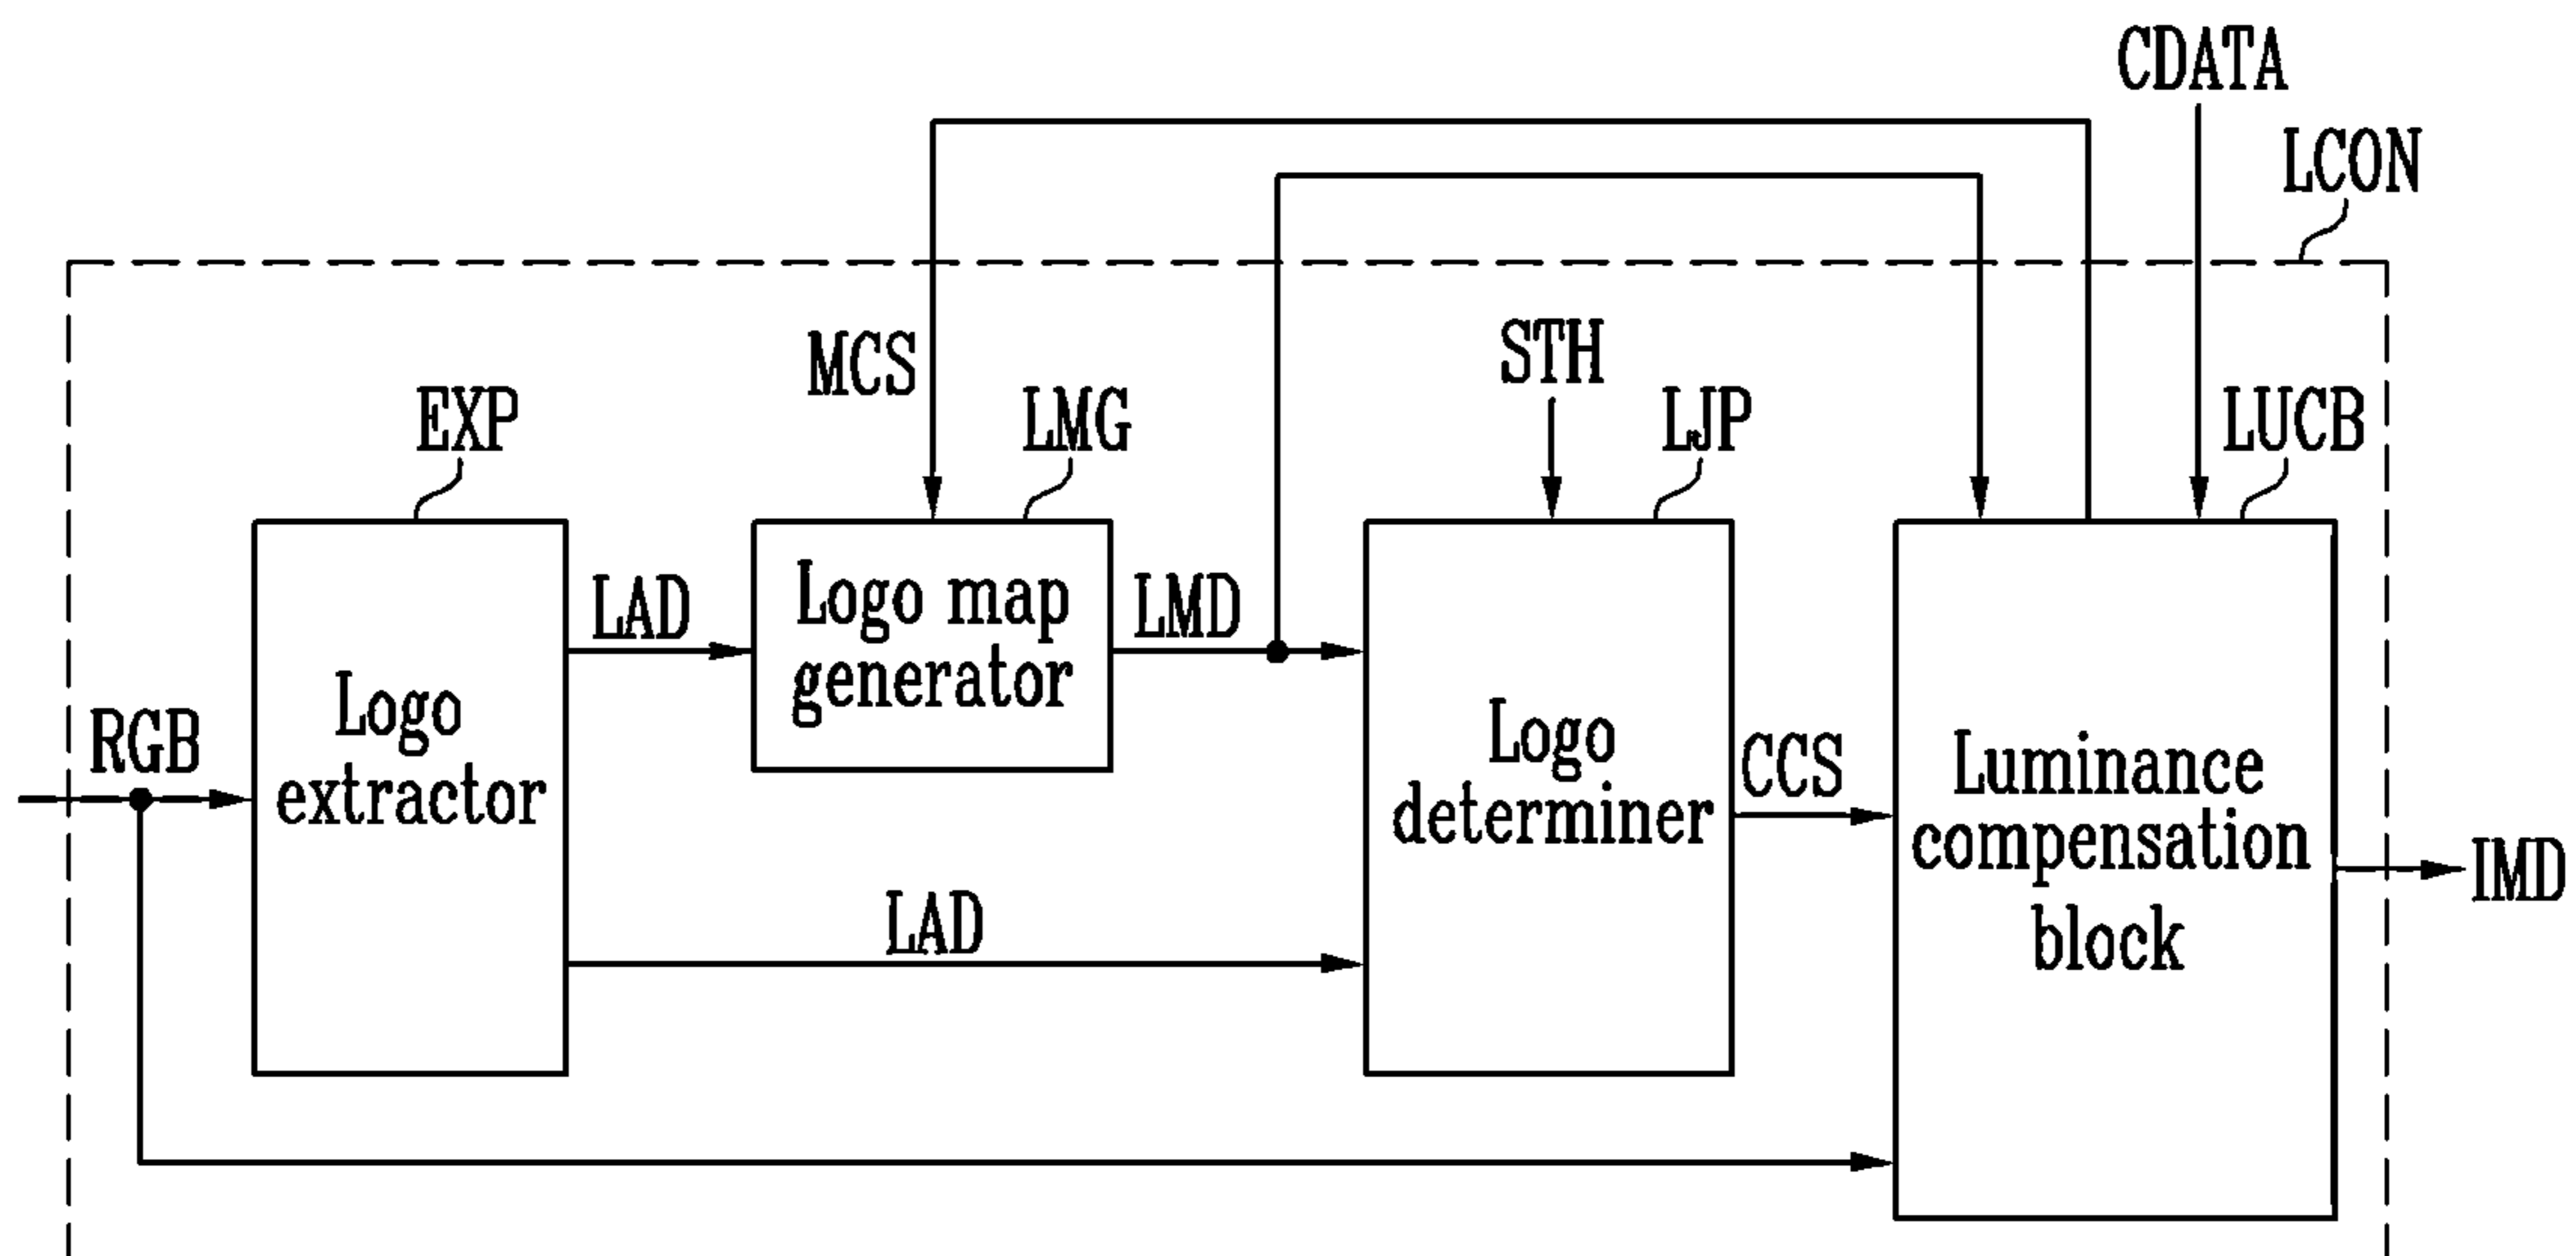 CDATA
LCON
MCS
STH
EXP
LMG
LJP
LUCB
LAD
Logo map
generator
LMD
RGB
Logo
extractor
Logo
determiner
CCS
Luminance
compensation
block
IMD
LAD